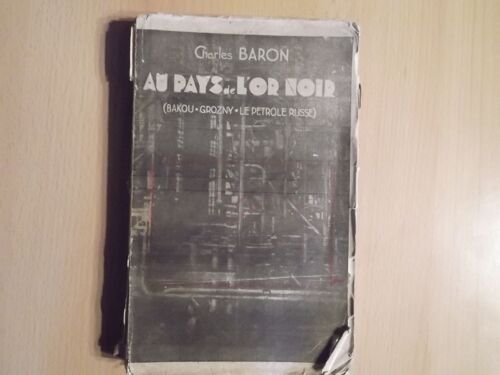 Charles BARON
AU PAYS de L'OR NOIR
(BAKOU • GROZNY • LE PETROLE RUSSE)